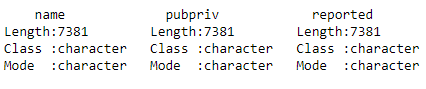 name pubpriv reported
Length:7381 Length:7381 Length:7381
Class :character Class :character Class :character
Mode :character Mode :character Mode :character